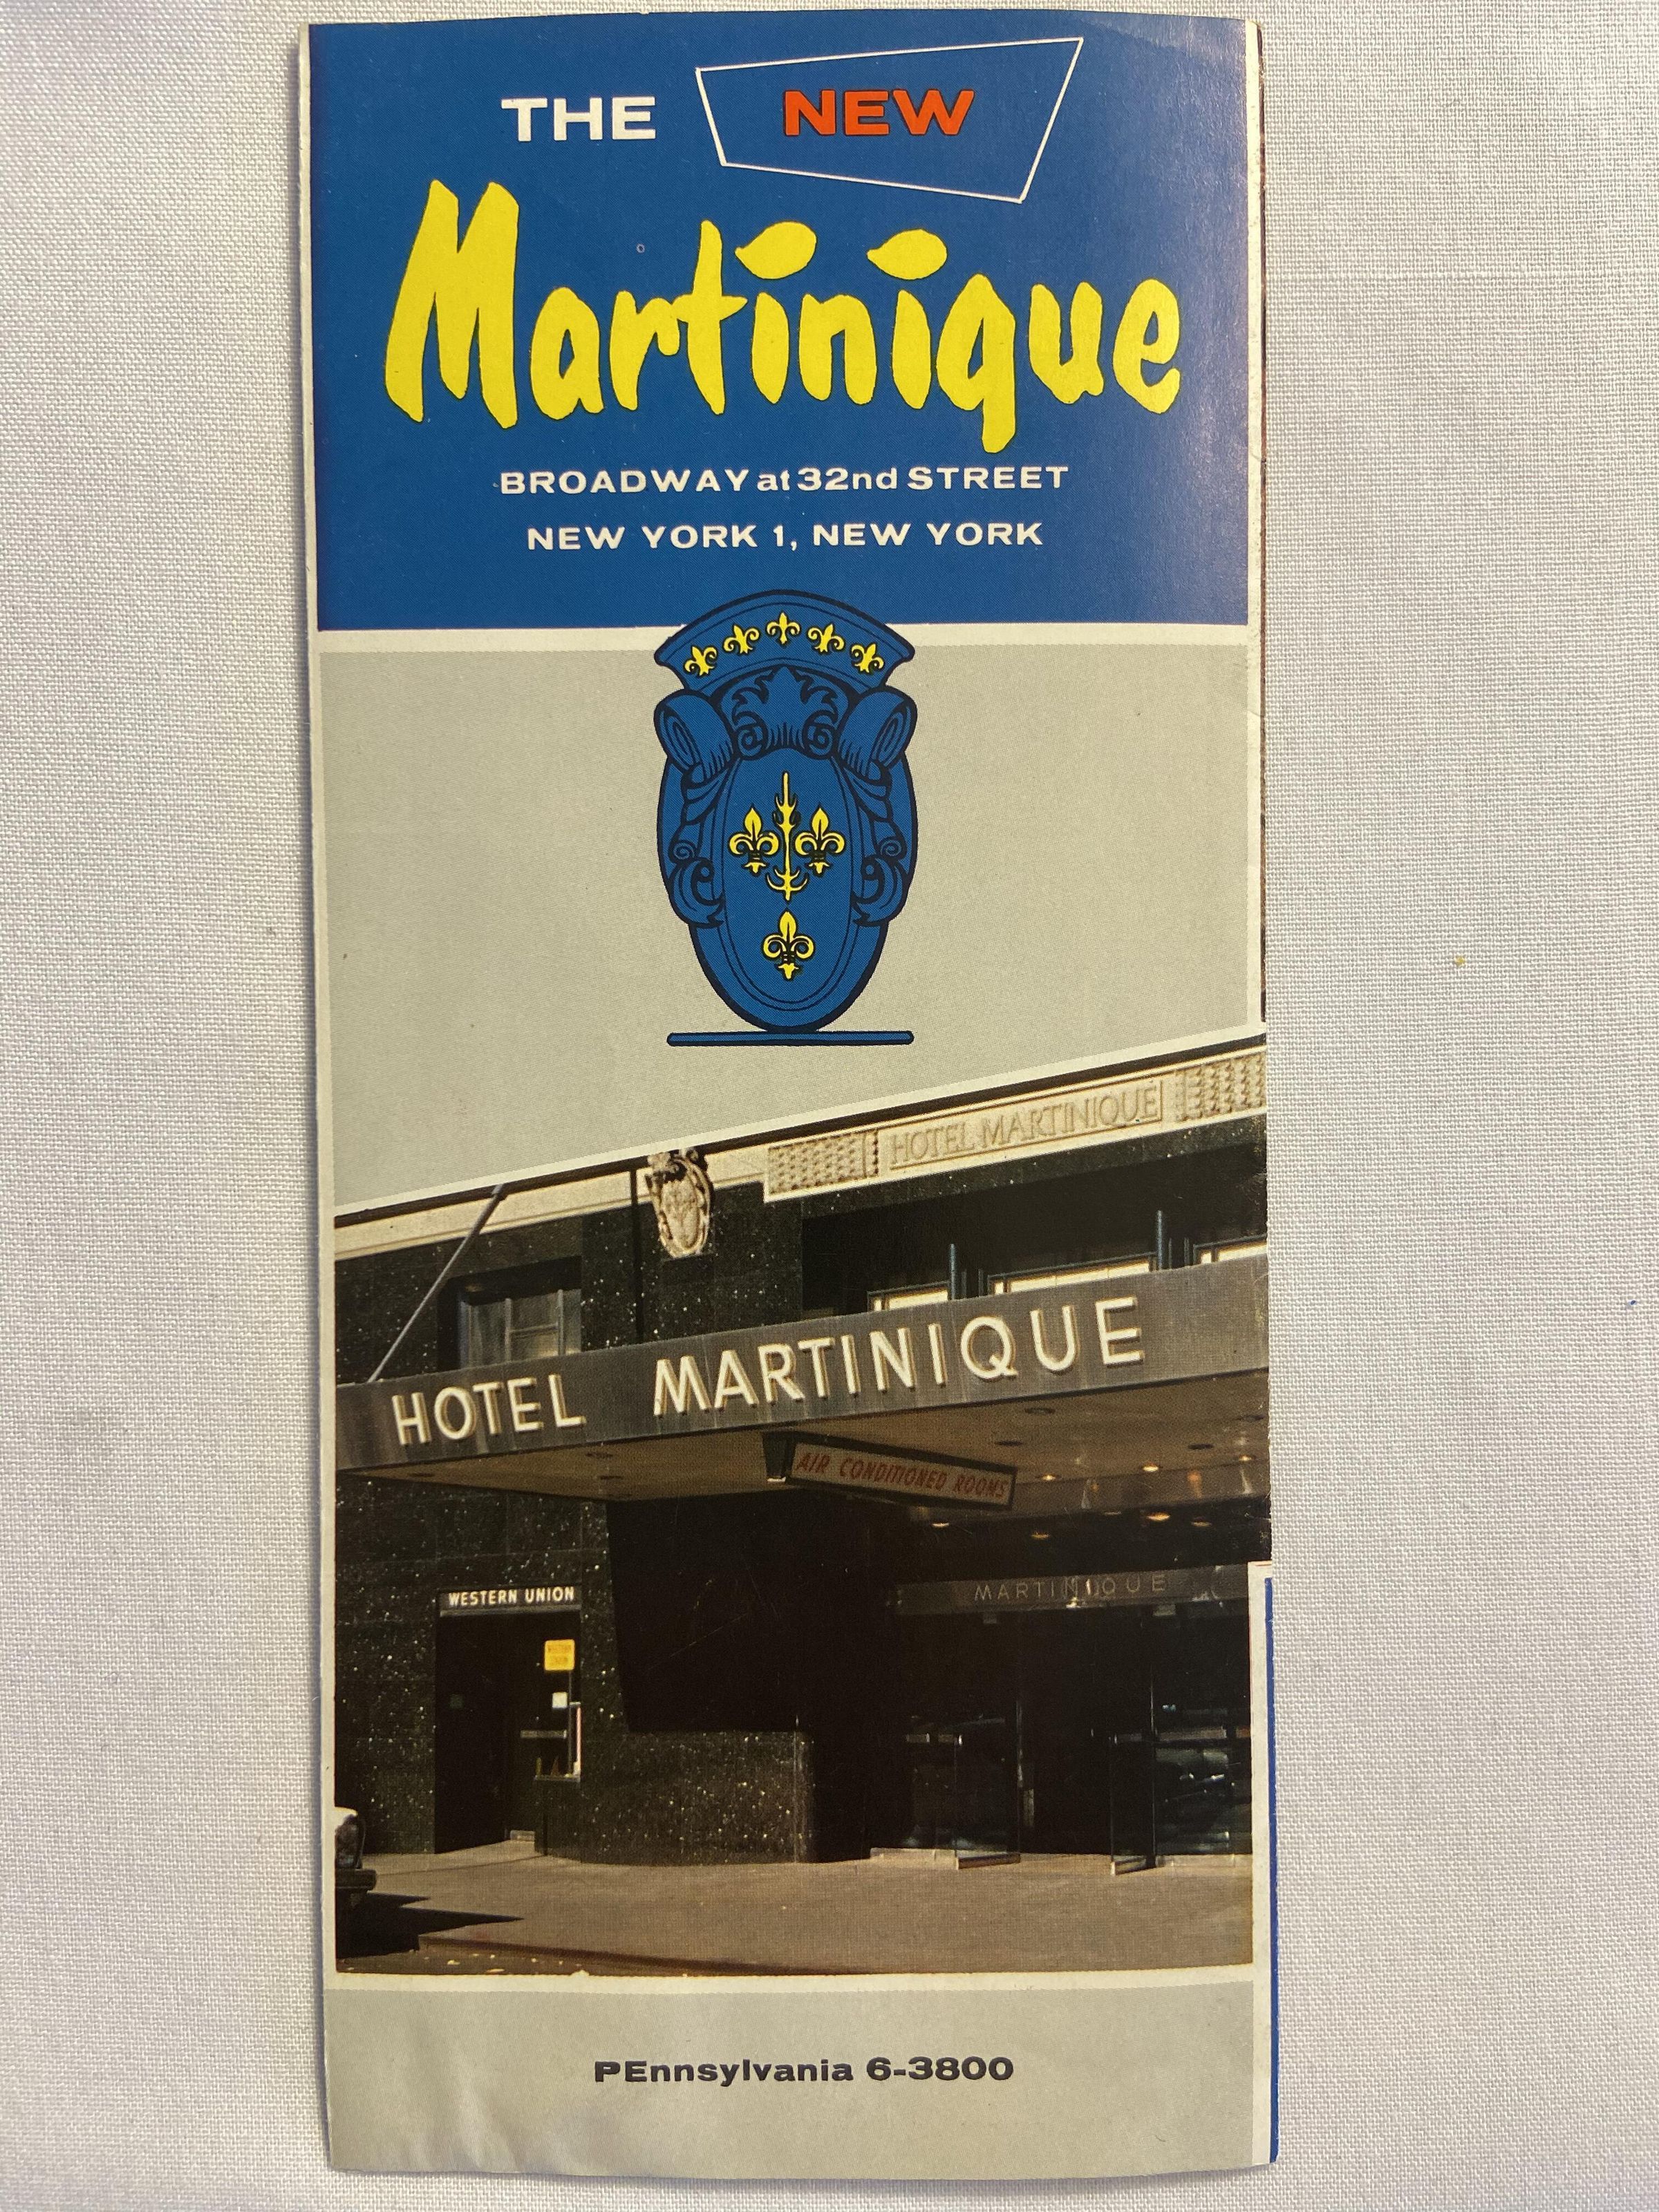 THE NEW
Martinique
BROADWAY at 32nd STREET
NEW YORK 1, NEW YORK
HOTEL MARTINIQUE
HOTEL MARTINIQUE
AIR CONDITIONED ROOMS
MARTINIQUE
WESTERN UNION
PEnnsylvania 6-3800